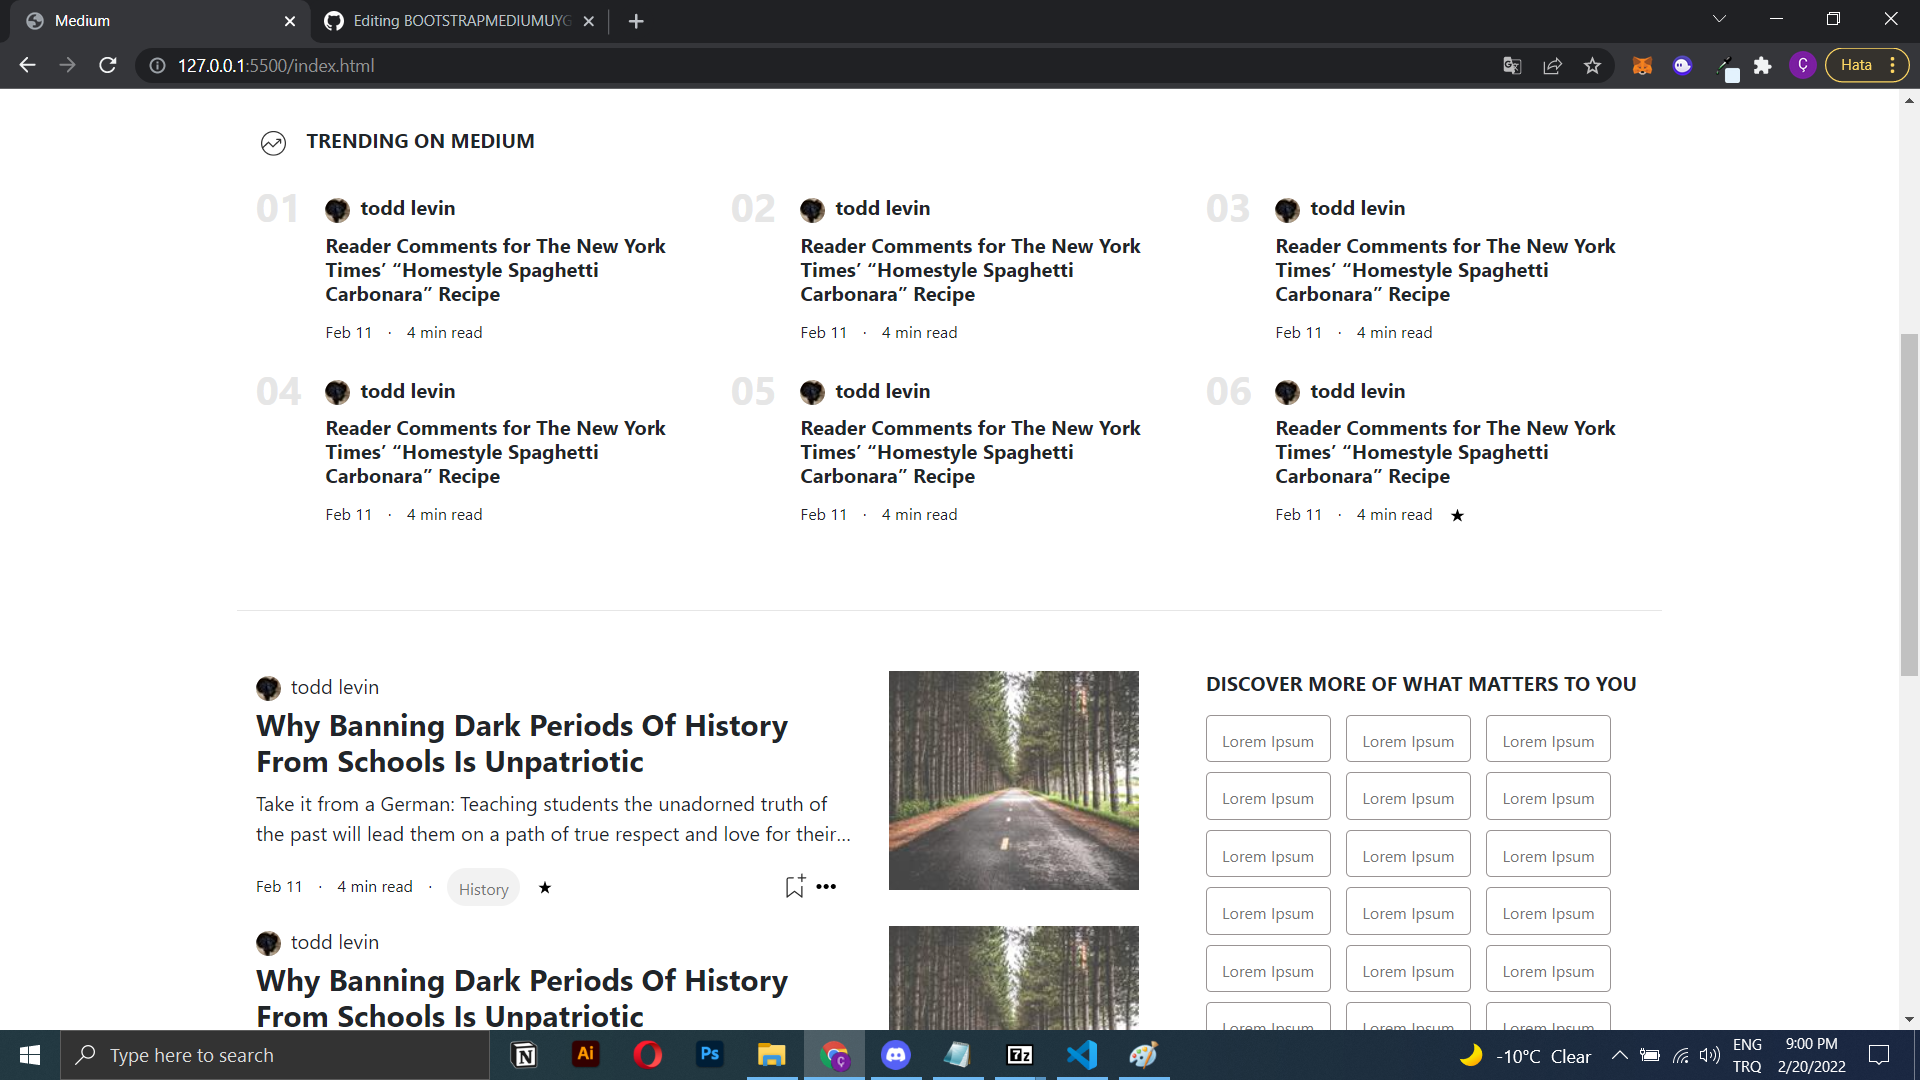 Medium
Editing BOOTSTRAPMEDIUMUYG
127.0.0.1:5500/index.html
Ç
Hata
TRENDING ON MEDIUM
01
todd levin
Reader Comments for The New York
Times’ “Homestyle Spaghetti
Carbonara” Recipe
Feb 11 · 4 min read
02
todd levin
Reader Comments for The New York
Times’ “Homestyle Spaghetti
Carbonara” Recipe
Feb 11 · 4 min read
03
todd levin
Reader Comments for The New York
Times’ “Homestyle Spaghetti
Carbonara” Recipe
Feb 11 · 4 min read
04
todd levin
Reader Comments for The New York
Times’ “Homestyle Spaghetti
Carbonara” Recipe
Feb 11 · 4 min read
05
todd levin
Reader Comments for The New York
Times’ “Homestyle Spaghetti
Carbonara” Recipe
Feb 11 · 4 min read
06
todd levin
Reader Comments for The New York
Times’ “Homestyle Spaghetti
Carbonara” Recipe
Feb 11 · 4 min read ★
todd levin
Why Banning Dark Periods Of History
From Schools Is Unpatriotic
Take it from a German: Teaching students the unadorned truth of
the past will lead them on a path of true respect and love for their...
Feb 11 · 4 min read · History ★
todd levin
Why Banning Dark Periods Of History
From Schools Is Unpatriotic
DISCOVER MORE OF WHAT MATTERS TO YOU
Lorem Ipsum Lorem Ipsum Lorem Ipsum
Lorem Ipsum Lorem Ipsum Lorem Ipsum
Lorem Ipsum Lorem Ipsum Lorem Ipsum
Lorem Ipsum Lorem Ipsum Lorem Ipsum
Lorem Ipsum Lorem Ipsum Lorem Ipsum
Lorem Ipsum Lorem Ipsum Lorem Ipsum
Type here to search
N
Ai
Ps
Ç
7z
-10°C Clear
ENG
TRQ
9:00 PM
2/20/2022